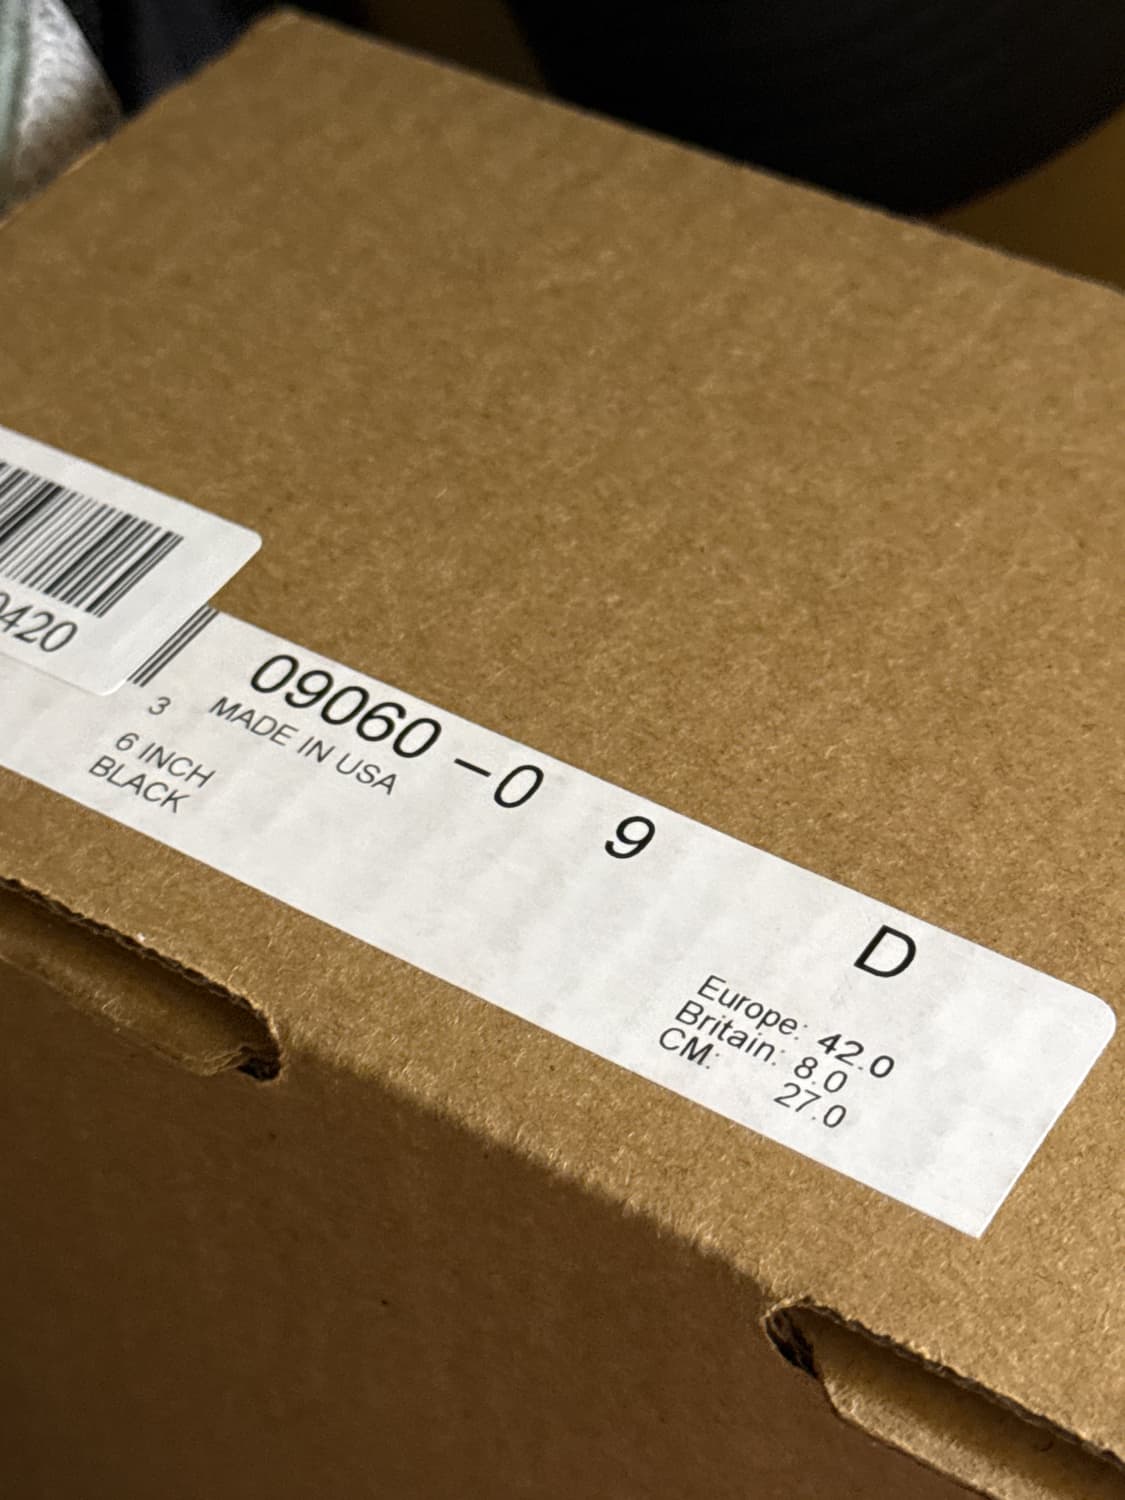 0420
3
09060-0 9 D
MADE IN USA
6 INCH
BLACK
Europe: 42.0
Britain: 8.0
CM: 27.0